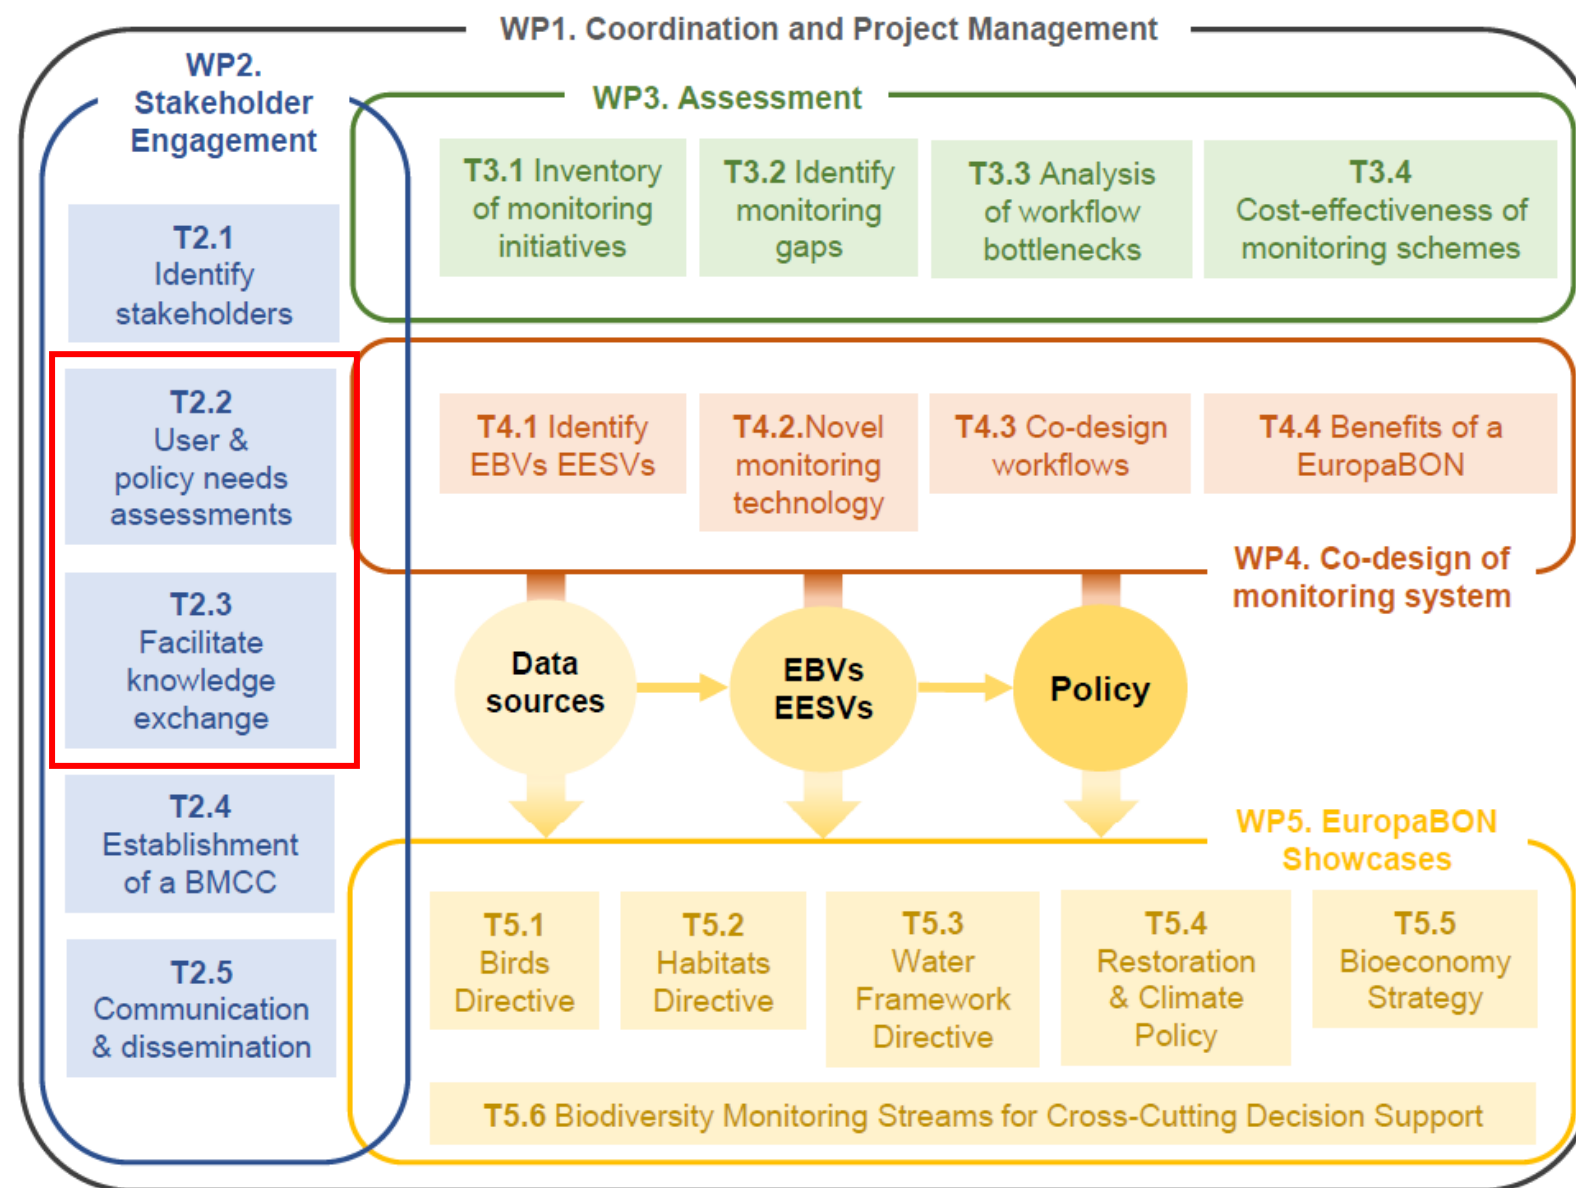 WP1. Coordination and Project Management
WP2.
Stakeholder
Engagement
T2.1
Identify
stakeholders
T2.2
User &
policy needs
assessments
T2.3
Facilitate
knowledge
exchange
T2.4
Establishment
of a BMCC
T2.5
Communication
& dissemination
WP3. Assessment
T3.1 Inventory
of monitoring
initiatives
T3.2 Identify
monitoring
gaps
T3.3 Analysis
of workflow
bottlenecks
T3.4
Cost-effectiveness of
monitoring schemes
T4.1 Identify
EBVs EESVs
T4.2.Novel
monitoring
technology
T4.3 Co-design
workflows
T4.4 Benefits of a
EuropaBON
WP4. Co-design of
monitoring system
Data
sources
EBVs
EESVs
Policy
WP5. EuropaBON
Showcases
T5.1
Birds
Directive
T5.2
Habitats
Directive
T5.3
Water
Framework
Directive
T5.4
Restoration
& Climate
Policy
T5.5
Bioeconomy
Strategy
T5.6 Biodiversity Monitoring Streams for Cross-Cutting Decision Support